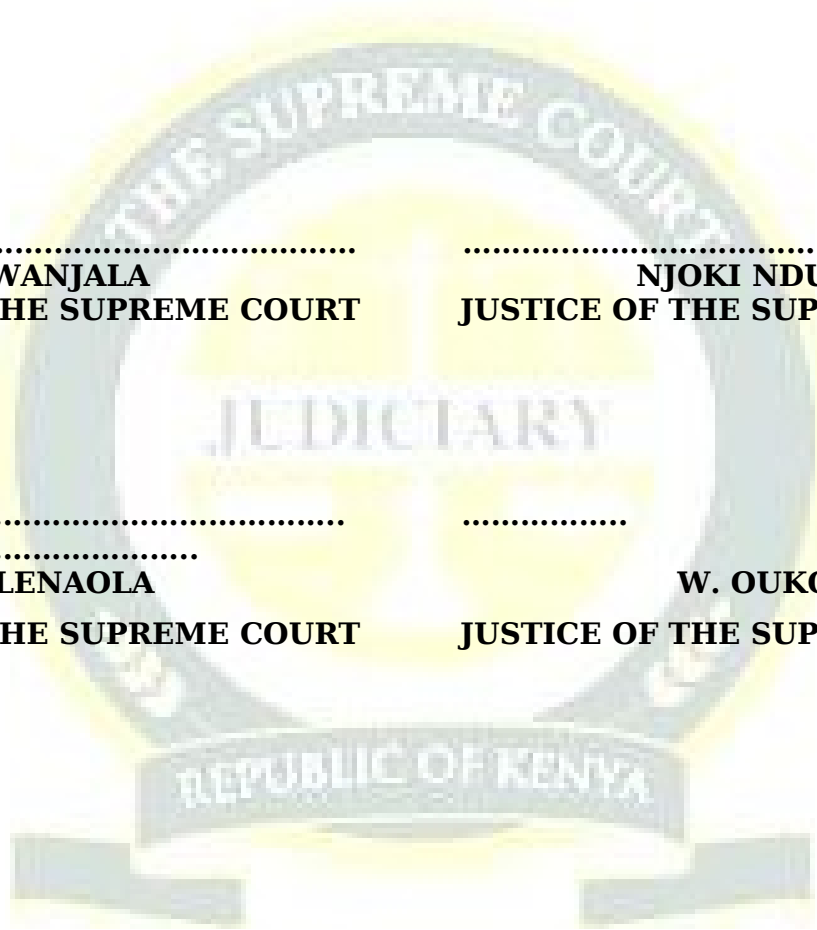 THE SUPREME COURT
.................................... ....................................
WANJALA NJOKI NDU
HE SUPREME COURT JUSTICE OF THE SUP
JUDICIARY
................................... .................
.....................
LENAOLA W. OUKO
HE SUPREME COURT JUSTICE OF THE SUP
REPUBLIC OF KENYA